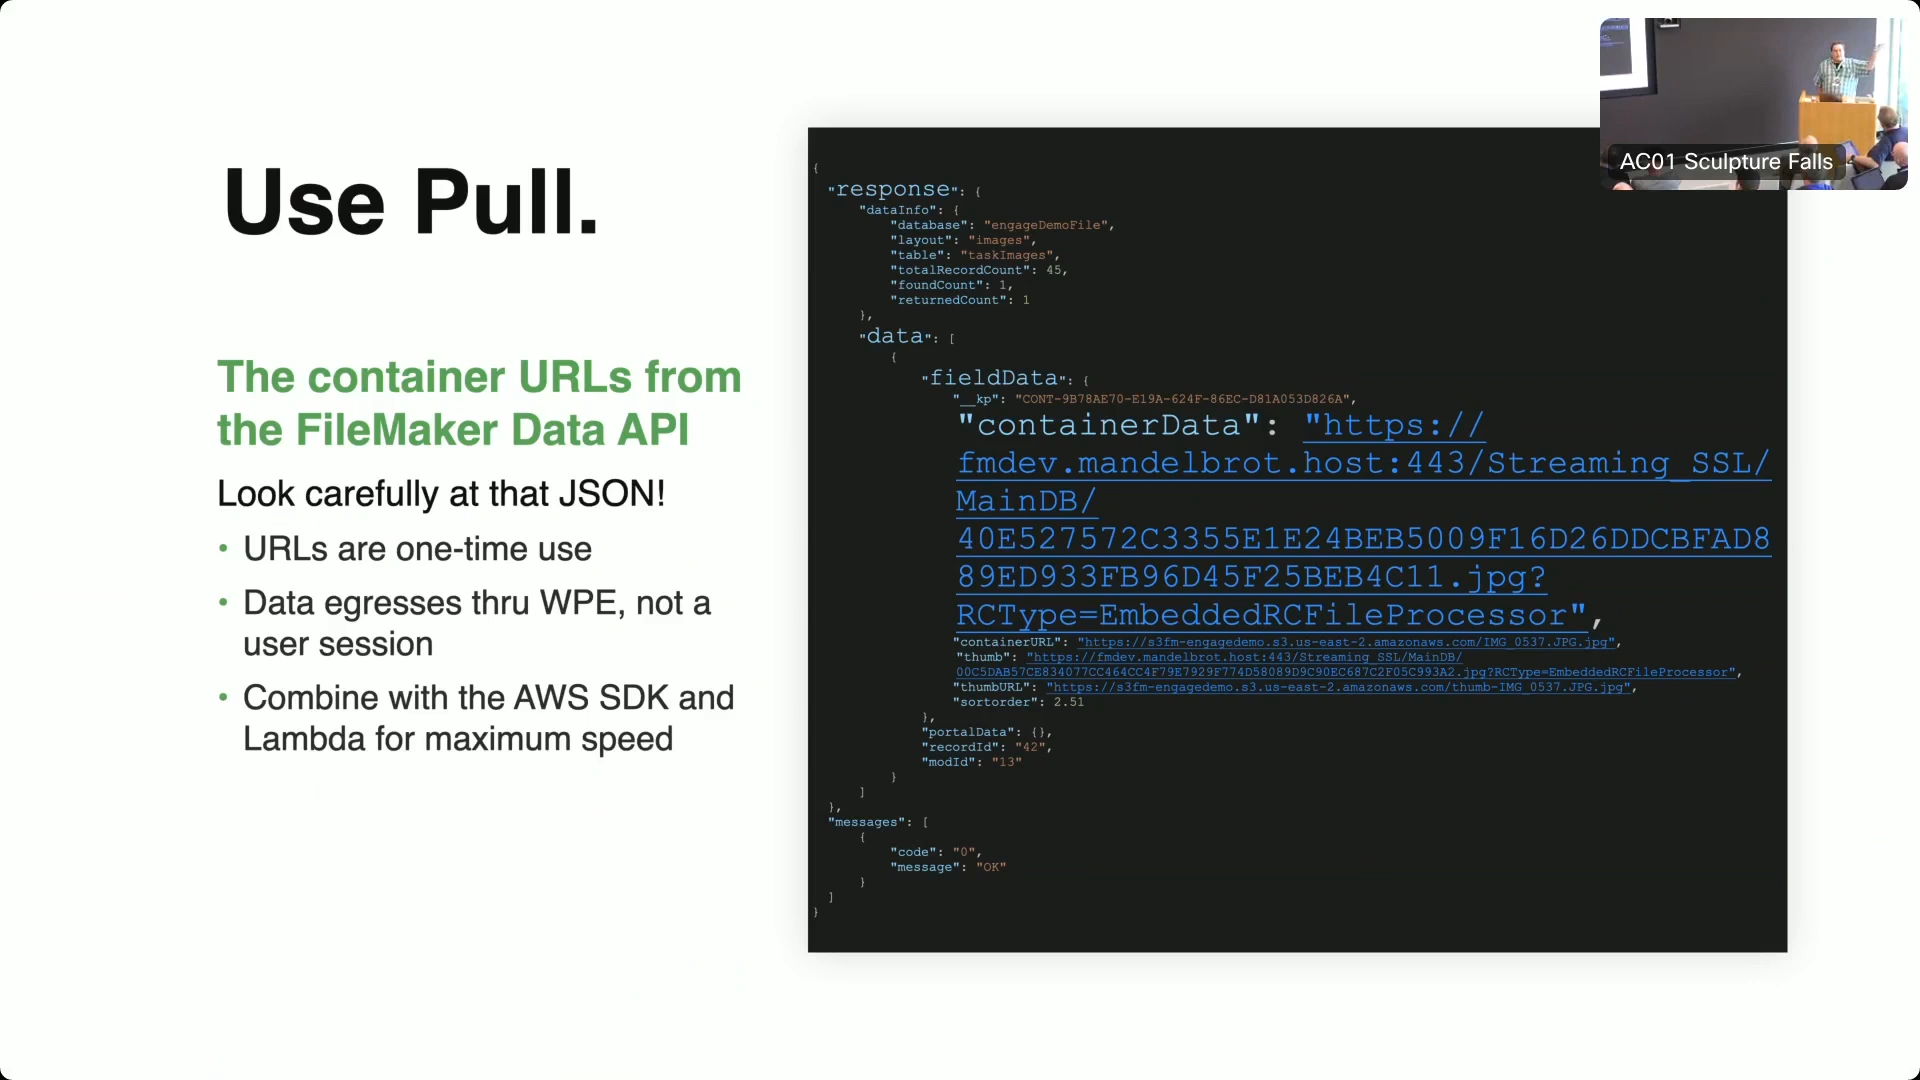 AC01 Sculpture Falls
Use Pull.
The container URLs from
the FileMaker Data API
Look carefully at that JSON!
• URLs are one-time use
• Data egresses thru WPE, not a
user session
• Combine with the AWS SDK and
Lambda for maximum speed
{
"response": {
"dataInfo": {
"database": "engageDemoFile",
"layout": "images",
"table": "taskImages",
"totalRecordCount": 45,
"foundCount": 1,
"returnedCount": 1
},
"data": [
{
"fieldData": {
"__kp": "CONT-9B78AE70-E19A-624F-86EC-D81A053D826A",
"containerData": "https://
fmdev.mandelbrot.host:443/Streaming_SSL/
MainDB/
40E527572C3355E1E24BEB5009F16D26DDCBFAD8
89ED933FB96D45F25BEB4C11.jpg?
RCType=EmbeddedRCFileProcessor",
"containerURL": "https://s3fm-engagedemo.s3.us-east-2.amazonaws.com/IMG_0537.JPG.jpg",
"thumb": "https://fmdev.mandelbrot.host:443/Streaming_SSL/MainDB/
00C5DAB57CE834077CC464CC4F79E7929F774D58089D9C90EC687C2F05C993A2.jpg?RCType=EmbeddedRCFileProcessor",
"thumbURL": "https://s3fm-engagedemo.s3.us-east-2.amazonaws.com/thumb-IMG_0537.JPG.jpg",
"sortorder": 2.51
},
"portalData": {},
"recordId": "42",
"modId": "13"
}
]
},
"messages": [
{
"code": "0",
"message": "OK"
}
]
}